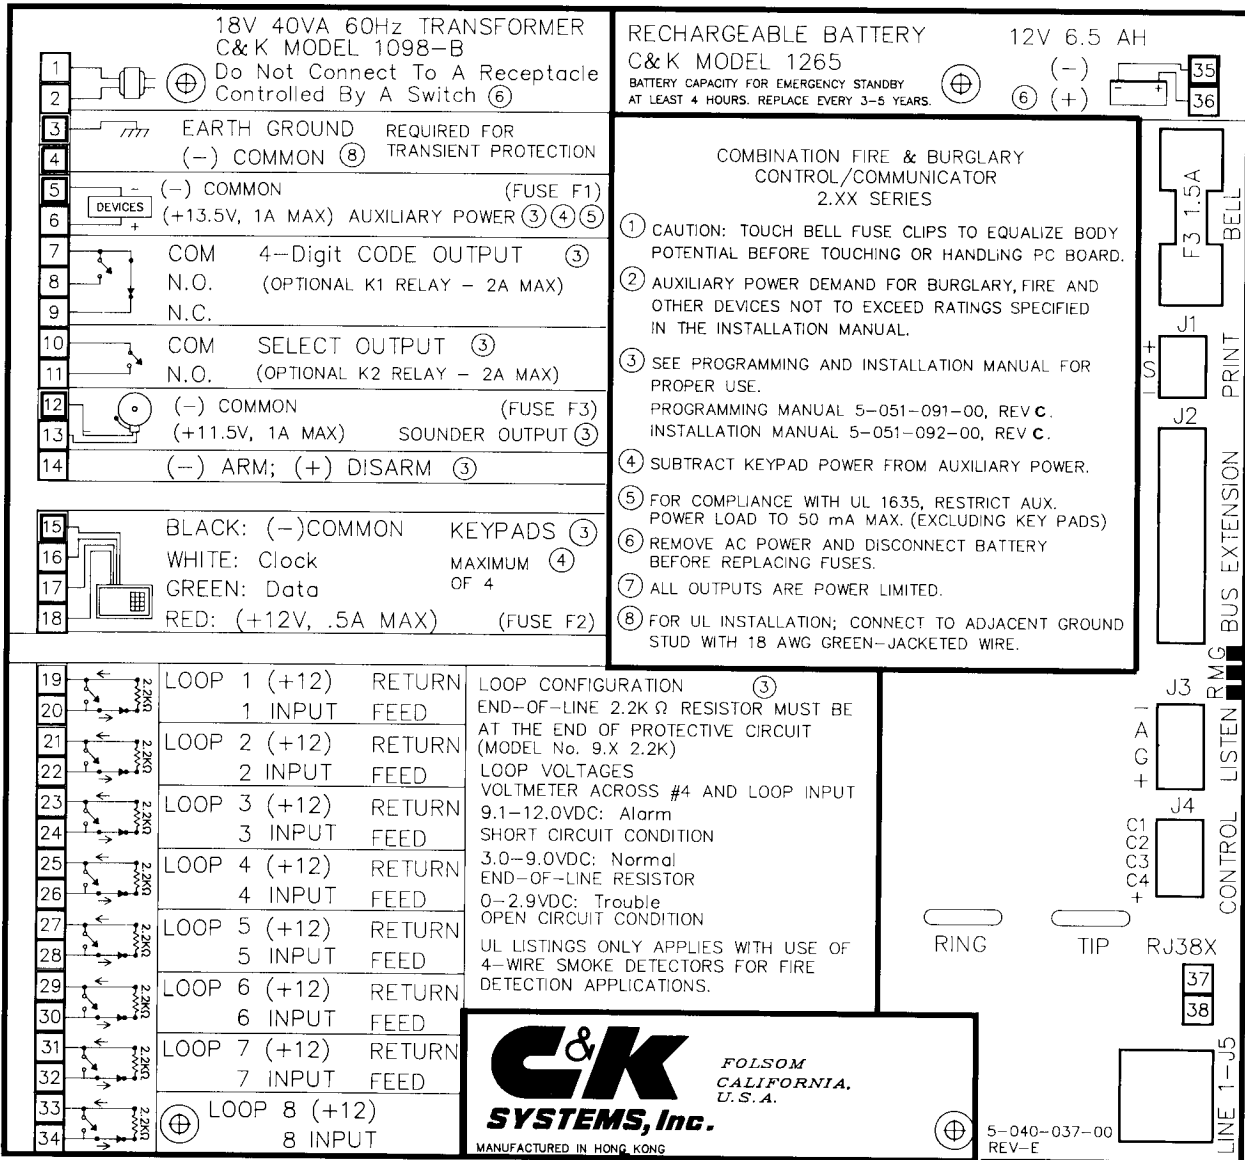 18V 40VA 60Hz TRANSFORMER
C&K MODEL 1098-B
Do Not Connect To A Receptacle
Controlled By A Switch ⑥
1
2
RECHARGEABLE BATTERY 12V 6.5 AH
C&K MODEL 1265
BATTERY CAPACITY FOR EMERGENCY STANDBY
AT LEAST 4 HOURS. REPLACE EVERY 3-5 YEARS.
(-)
⑥ (+)
- +
35
36
3 EARTH GROUND REQUIRED FOR
4 (-) COMMON ⑧ TRANSIENT PROTECTION
5 - (-) COMMON (FUSE F1)
DEVICES
6 + (+13.5V, 1A MAX) AUXILIARY POWER ③④⑤
7 COM 4-Digit CODE OUTPUT ③
8 N.O. (OPTIONAL K1 RELAY - 2A MAX)
9 N.C.
10 COM SELECT OUTPUT ③
11 N.O. (OPTIONAL K2 RELAY - 2A MAX)
12 (-) COMMON (FUSE F3)
13 (+11.5V, 1A MAX) SOUNDER OUTPUT ③
14 (-) ARM; (+) DISARM ③
15 BLACK: (-)COMMON KEYPADS ③
16 WHITE: Clock MAXIMUM ④
17 GREEN: Data OF 4
18 RED: (+12V, .5A MAX) (FUSE F2)
COMBINATION FIRE & BURGLARY
CONTROL/COMMUNICATOR
2.XX SERIES
① CAUTION: TOUCH BELL FUSE CLIPS TO EQUALIZE BODY
POTENTIAL BEFORE TOUCHING OR HANDLING PC BOARD.
② AUXILIARY POWER DEMAND FOR BURGLARY, FIRE AND
OTHER DEVICES NOT TO EXCEED RATINGS SPECIFIED
IN THE INSTALLATION MANUAL.
③ SEE PROGRAMMING AND INSTALLATION MANUAL FOR
PROPER USE.
PROGRAMMING MANUAL 5-051-091-00, REV C.
INSTALLATION MANUAL 5-051-092-00, REV C.
④ SUBTRACT KEYPAD POWER FROM AUXILIARY POWER.
⑤ FOR COMPLIANCE WITH UL 1635, RESTRICT AUX.
POWER LOAD TO 50 mA MAX. (EXCLUDING KEY PADS)
⑥ REMOVE AC POWER AND DISCONNECT BATTERY
BEFORE REPLACING FUSES.
⑦ ALL OUTPUTS ARE POWER LIMITED.
⑧ FOR UL INSTALLATION; CONNECT TO ADJACENT GROUND
STUD WITH 18 AWG GREEN-JACKETED WIRE.
F3 1.5A
BELL
J1
+
S
-
PRINT
J2
BUS EXTENSION
RMG
J3
-
A
G
+
LISTEN
J4
C1
C2
C3
C4
+
CONTROL
19 2.2KΩ LOOP 1 (+12) RETURN
20 1 INPUT FEED
21 2.2KΩ LOOP 2 (+12) RETURN
22 2 INPUT FEED
23 2.2KΩ LOOP 3 (+12) RETURN
24 3 INPUT FEED
25 2.2KΩ LOOP 4 (+12) RETURN
26 4 INPUT FEED
27 2.2KΩ LOOP 5 (+12) RETURN
28 5 INPUT FEED
29 2.2KΩ LOOP 6 (+12) RETURN
30 6 INPUT FEED
31 2.2KΩ LOOP 7 (+12) RETURN
32 7 INPUT FEED
33 2.2KΩ LOOP 8 (+12)
34 8 INPUT
LOOP CONFIGURATION ③
END-OF-LINE 2.2K Ω RESISTOR MUST BE
AT THE END OF PROTECTIVE CIRCUIT
(MODEL No. 9.X 2.2K)
LOOP VOLTAGES
VOLTMETER ACROSS #4 AND LOOP INPUT
9.1-12.0VDC: Alarm
SHORT CIRCUIT CONDITION
3.0-9.0VDC: Normal
END-OF-LINE RESISTOR
0-2.9VDC: Trouble
OPEN CIRCUIT CONDITION
UL LISTINGS ONLY APPLIES WITH USE OF
4-WIRE SMOKE DETECTORS FOR FIRE
DETECTION APPLICATIONS.
RING TIP RJ38X
37
38
LINE 1-J5
C&K
SYSTEMS, Inc.
FOLSOM
CALIFORNIA,
U.S.A.
MANUFACTURED IN HONG KONG
5-040-037-00
REV-E